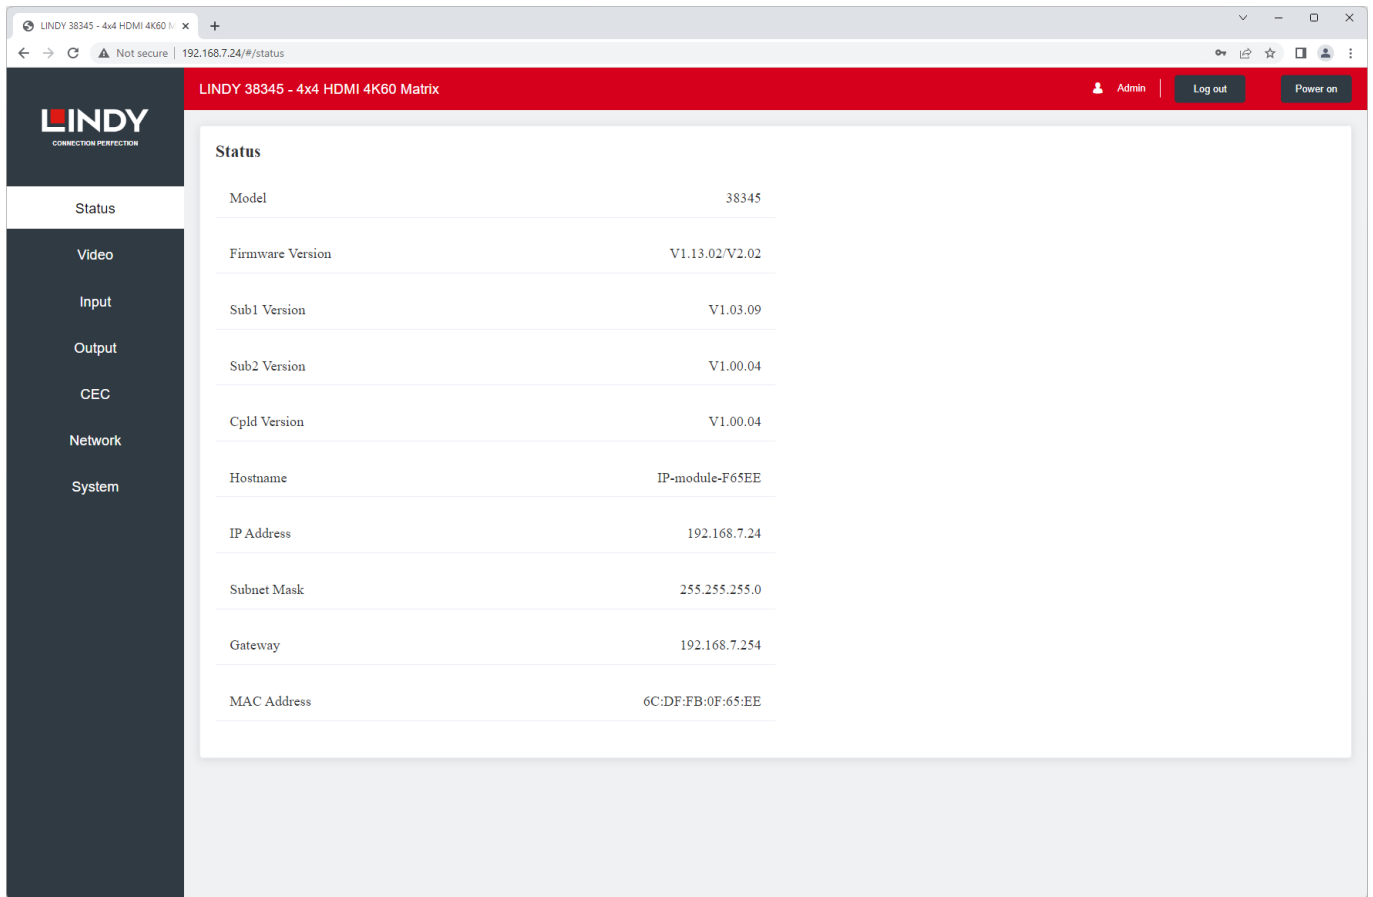 LINDY 38345 - 4x4 HDMI 4K60 M
Not secure 192.168.7.24/#/status
LINDY
CONNECTION PERFECTION
LINDY 38345 - 4x4 HDMI 4K60 Matrix
Admin
Log out
Power on
Status
Video
Input
Output
CEC
Network
System
Status
Model 38345
Firmware Version V1.13.02/V2.02
Sub1 Version V1.03.09
Sub2 Version V1.00.04
Cpld Version V1.00.04
Hostname IP-module-F65EE
IP Address 192.168.7.24
Subnet Mask 255.255.255.0
Gateway 192.168.7.254
MAC Address 6C:DF:FB:0F:65:EE